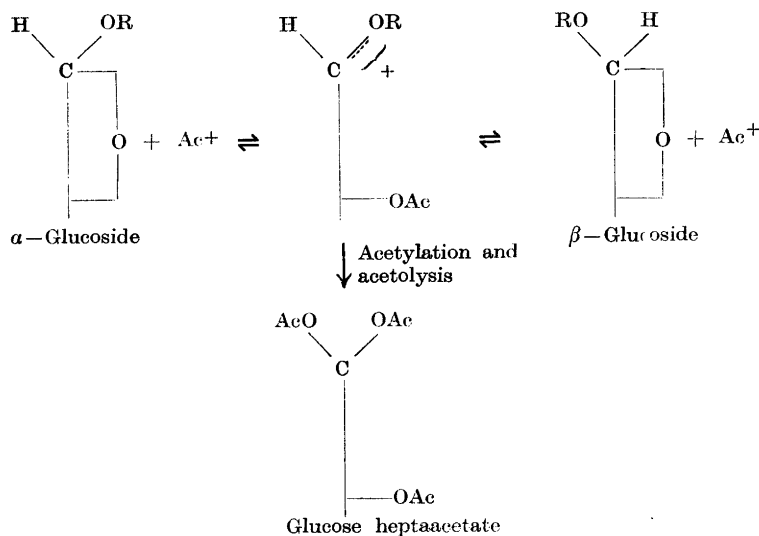 H OR H OR RO H
C C + C
O + Ac+ ⇌ ⇌ O + Ac+
OAc
α—Glucoside β—Glucoside
Acetylation and
acetolysis
AcO OAc
C
OAc
Glucose heptaacetate